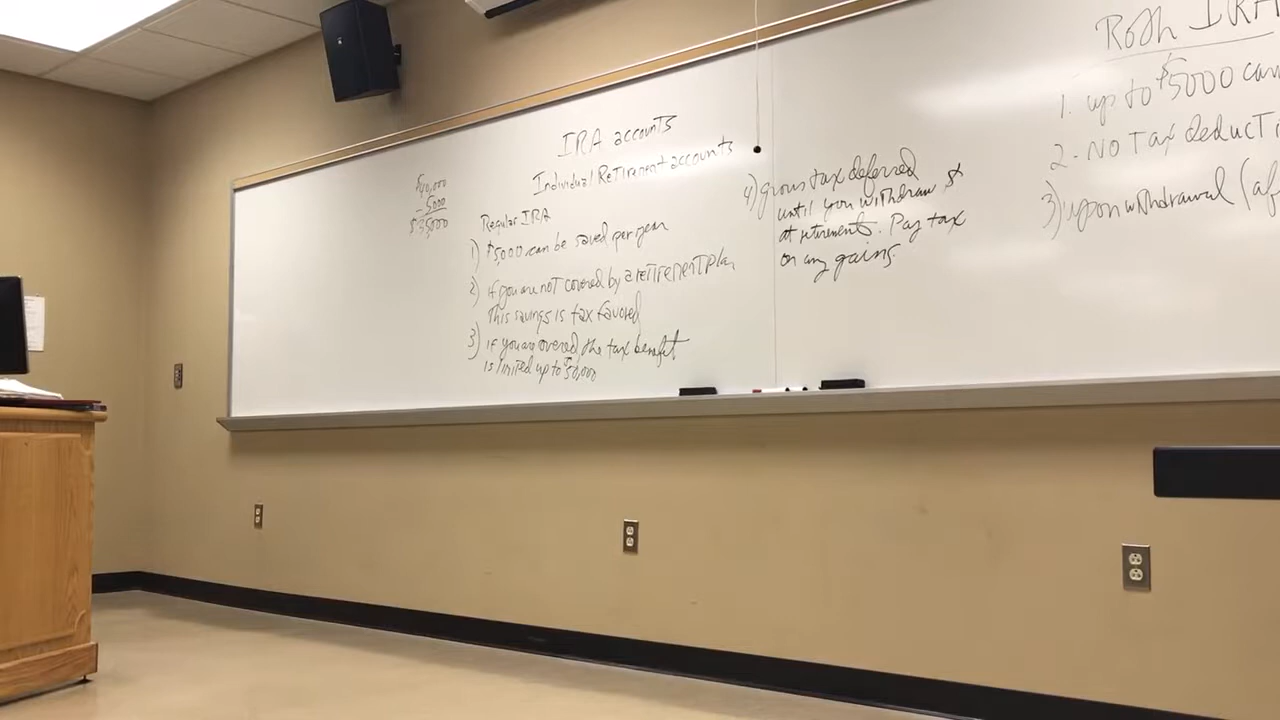 $40,000
- 5000
$35000
IRA accounts
Individual Retirement accounts
Regular IRA
1) $5,000 can be saved per year
2) if you are not covered by a retirement plan
This savings is tax favored
3) if you are covered the tax benefit
is limited up to $50,000
4) grows tax deferred
until you withdraw
at retirement. Pay tax
on any gains.
Roth IRA
1. up to $5000 can
2. NO Tax deduct
3) upon withdrawal (af